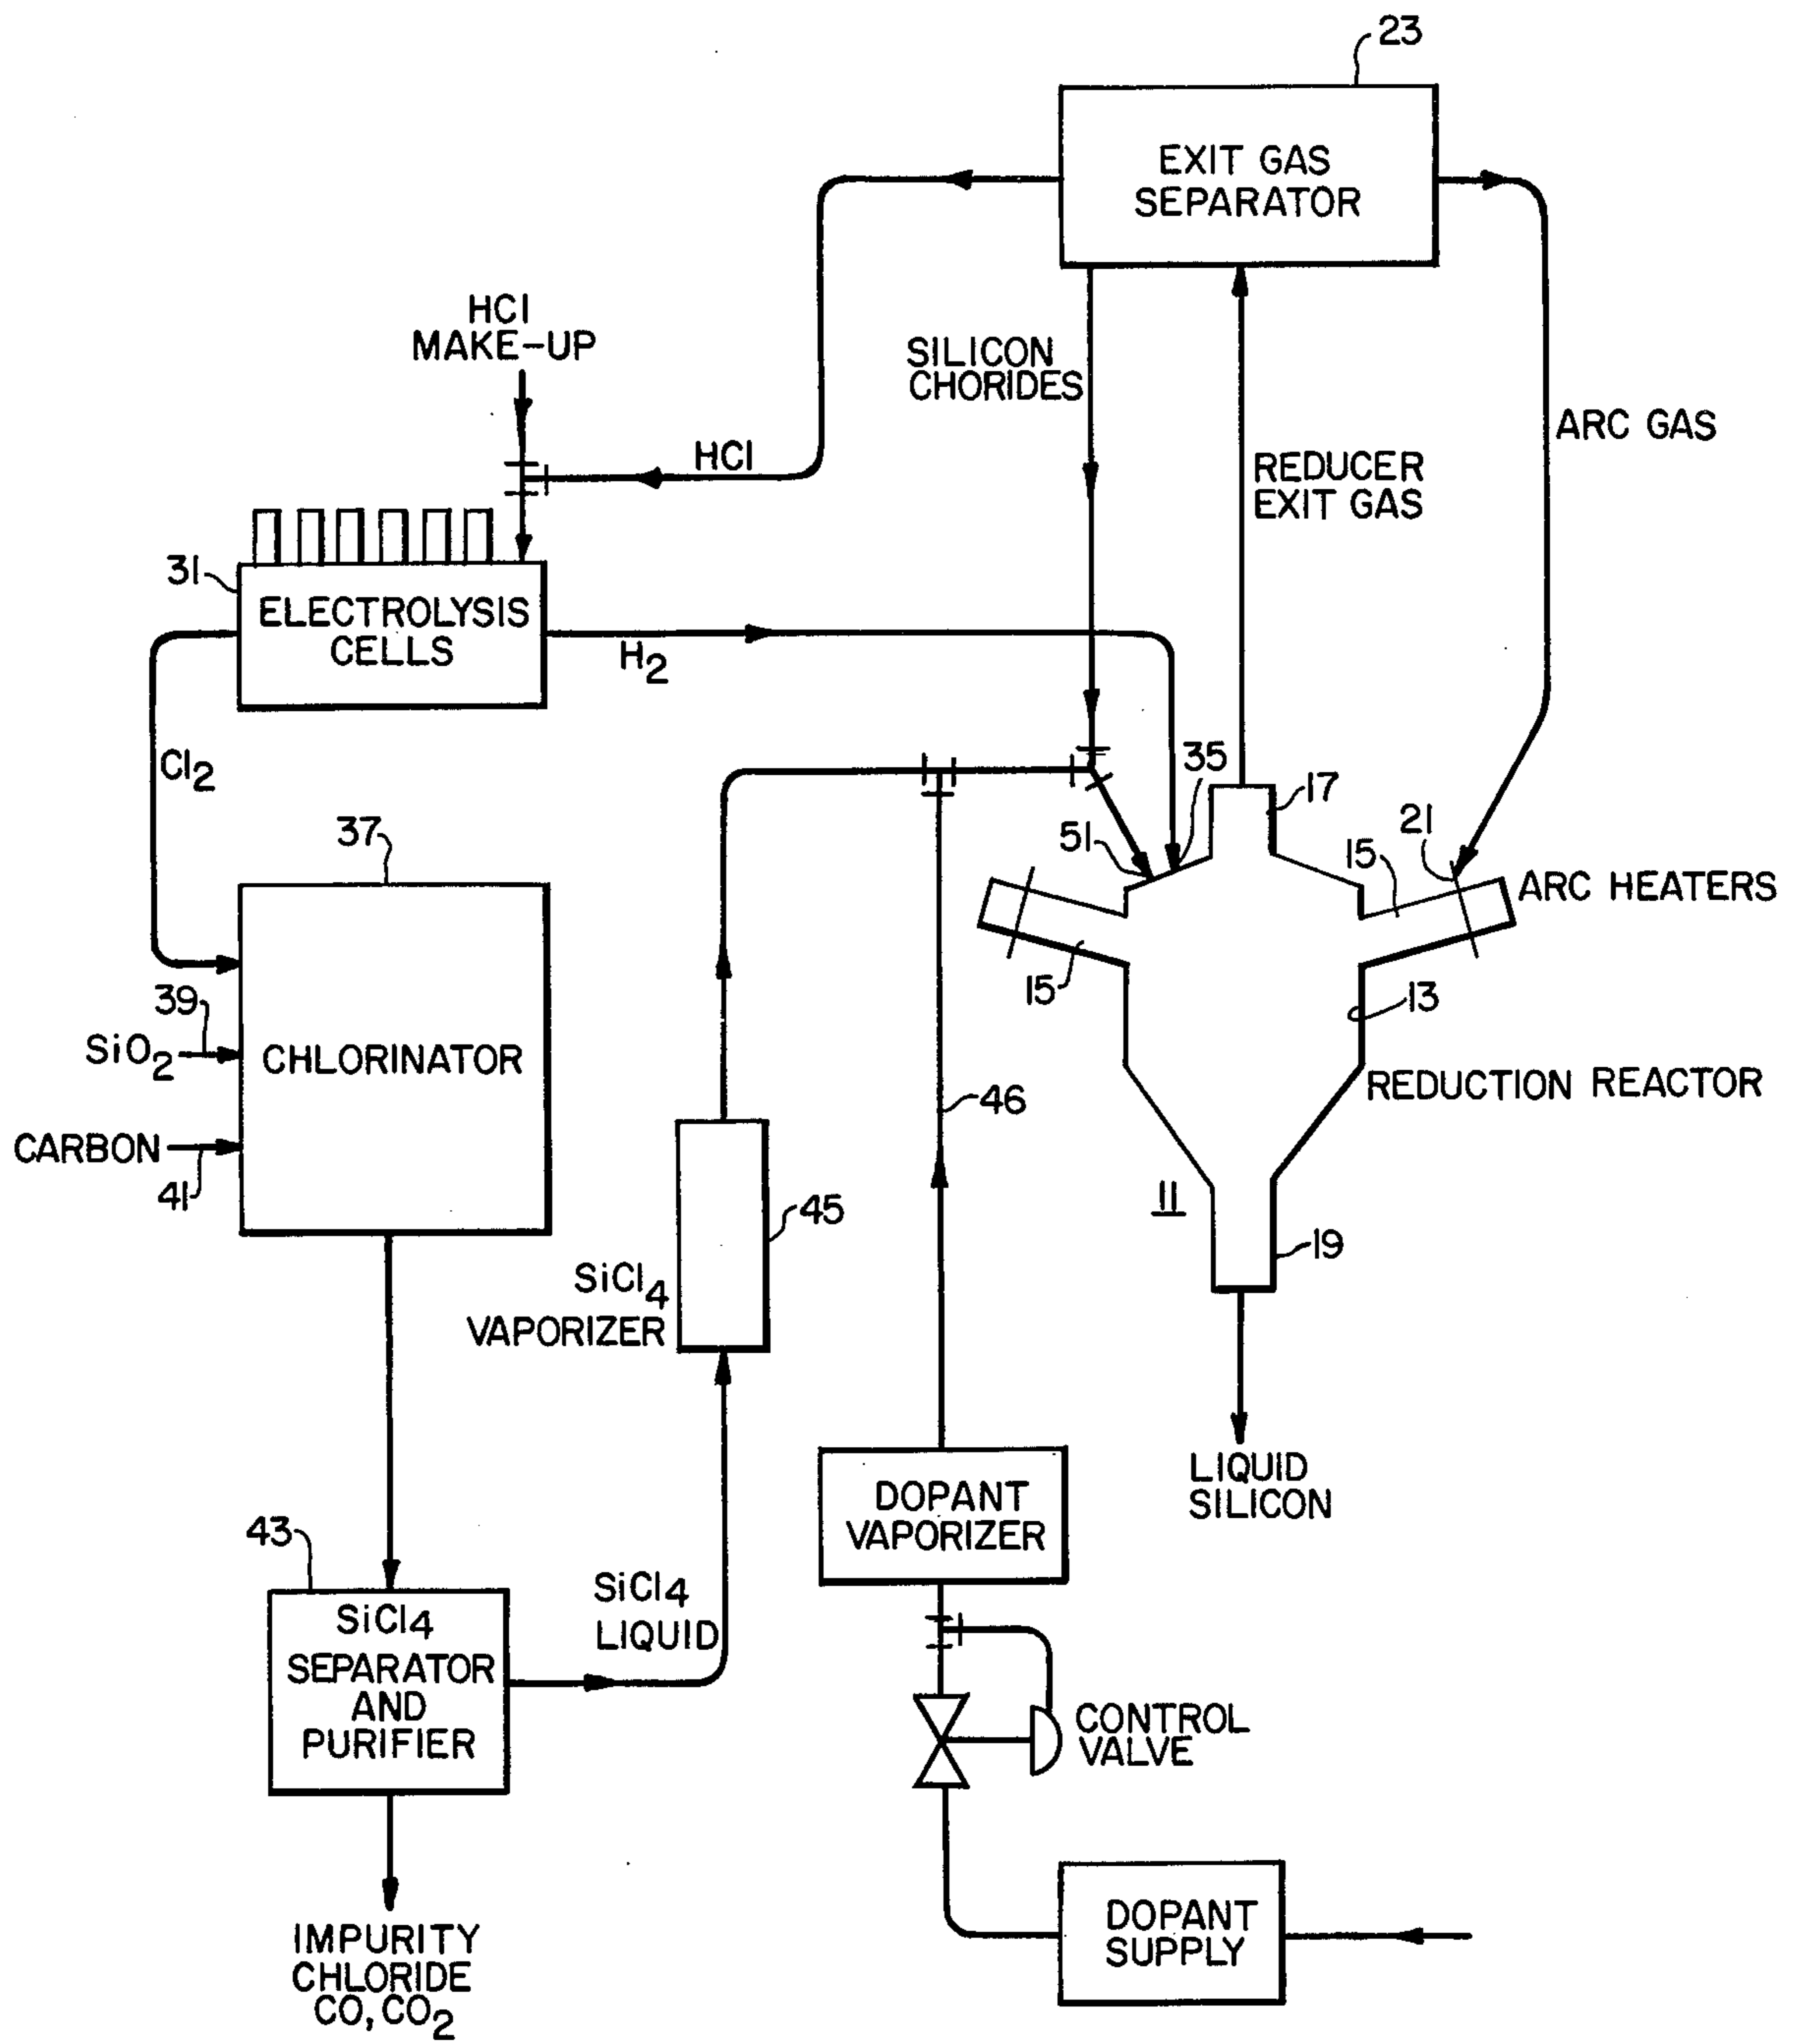 23
EXIT GAS
SEPARATOR
HCl
MAKE-UP
SILICON
CHORIDES
ARC GAS
HCl
REDUCER
EXIT GAS
31
ELECTROLYSIS
CELLS
H2
Cl2
35
17
37
51
15
21
ARC HEATERS
15
39
13
SiO2
CHLORINATOR
REDUCTION REACTOR
46
CARBON
41
11
45
19
SiCl4
VAPORIZER
LIQUID
SILICON
DOPANT
VAPORIZER
43
SiCl4
LIQUID
SiCl4
SEPARATOR
AND
PURIFIER
CONTROL
VALVE
DOPANT
SUPPLY
IMPURITY
CHLORIDE
CO, CO2